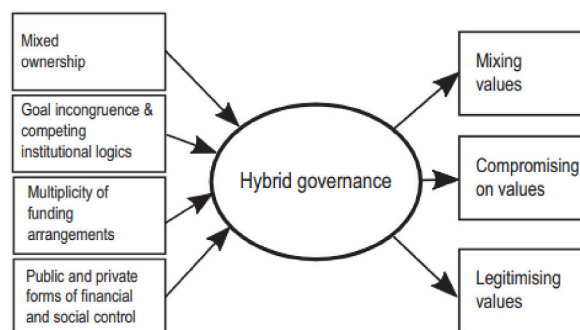 Mixed
ownership
Goal incongruence &
competing
institutional logics
Multiplicity of
funding
arrangements
Public and private
forms of financial
and social control
Hybrid governance
Mixing
values
Compromising
on values
Legitimising
values